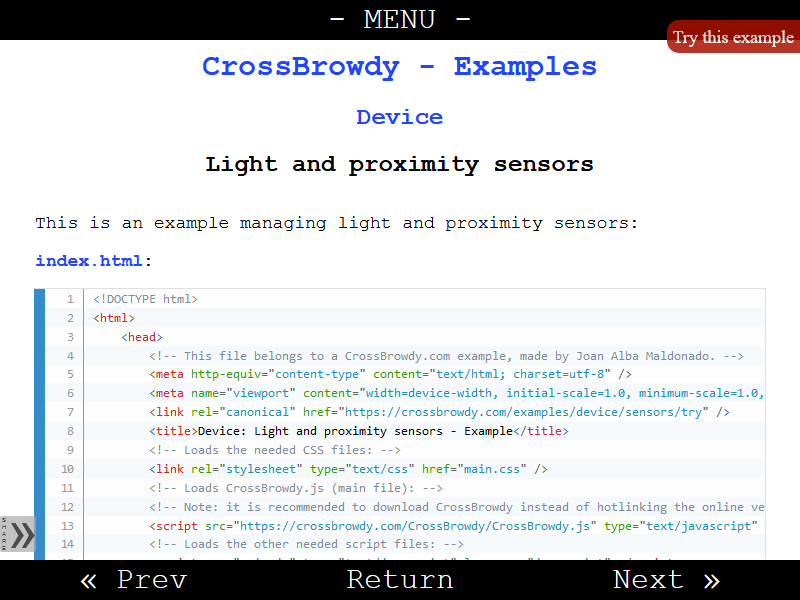 - MENU -
Try this example
CrossBrowdy - Examples
Device
Light and proximity sensors
This is an example managing light and proximity sensors:
index.html:
1 <!DOCTYPE html>
2 <html>
3 <head>
4 <!-- This file belongs to a CrossBrowdy.com example, made by Joan Alba Maldonado. -->
5 <meta http-equiv="content-type" content="text/html; charset=utf-8" />
6 <meta name="viewport" content="width=device-width, initial-scale=1.0, minimum-scale=1.0,
7 <link rel="canonical" href="https://crossbrowdy.com/examples/device/sensors/try" />
8 <title>Device: Light and proximity sensors - Example</title>
9 <!-- Loads the needed CSS files: -->
10 <link rel="stylesheet" type="text/css" href="main.css" />
11 <!-- Loads CrossBrowdy.js (main file): -->
12 <!-- Note: it is recommended to download CrossBrowdy instead of hotlinking the online ve
13 <script src="https://crossbrowdy.com/CrossBrowdy/CrossBrowdy.js" type="text/javascript"
14 <!-- Loads the other needed script files: -->
SHARE »
« Prev
Return
Next »